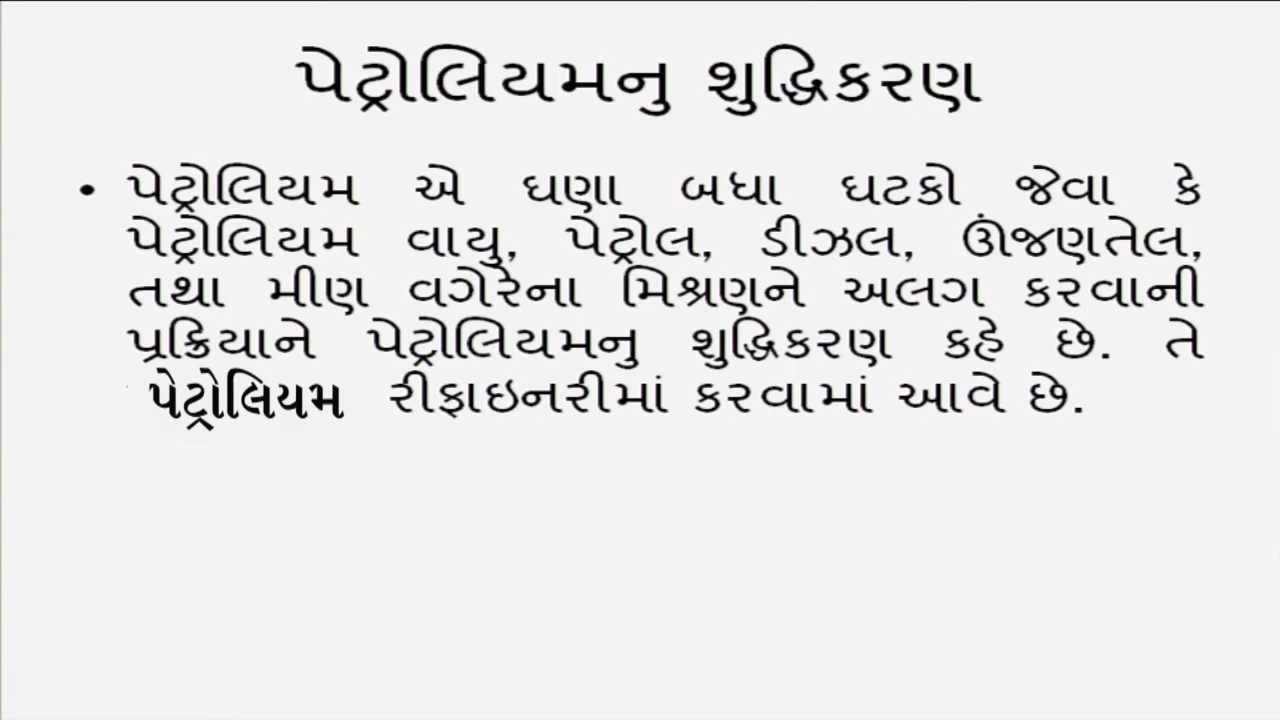 પેટ્રોલિયમનુ શુદ્ધિકરણ
• પેટ્રોલિયમ એ ઘણા બધા ઘટકો જેવા કે
પેટ્રોલિયમ વાયુ, પેટ્રોલ, ડીઝલ, ઊંજણતેલ,
તથા મીણ વગેરેના મિશ્રણને અલગ કરવાની
પ્રક્રિયાને પેટ્રોલિયમનુ શુદ્ધિકરણ કહે છે. તે
પેટ્રોલિયમ રીફાઇનરીમાં કરવામાં આવે છે.